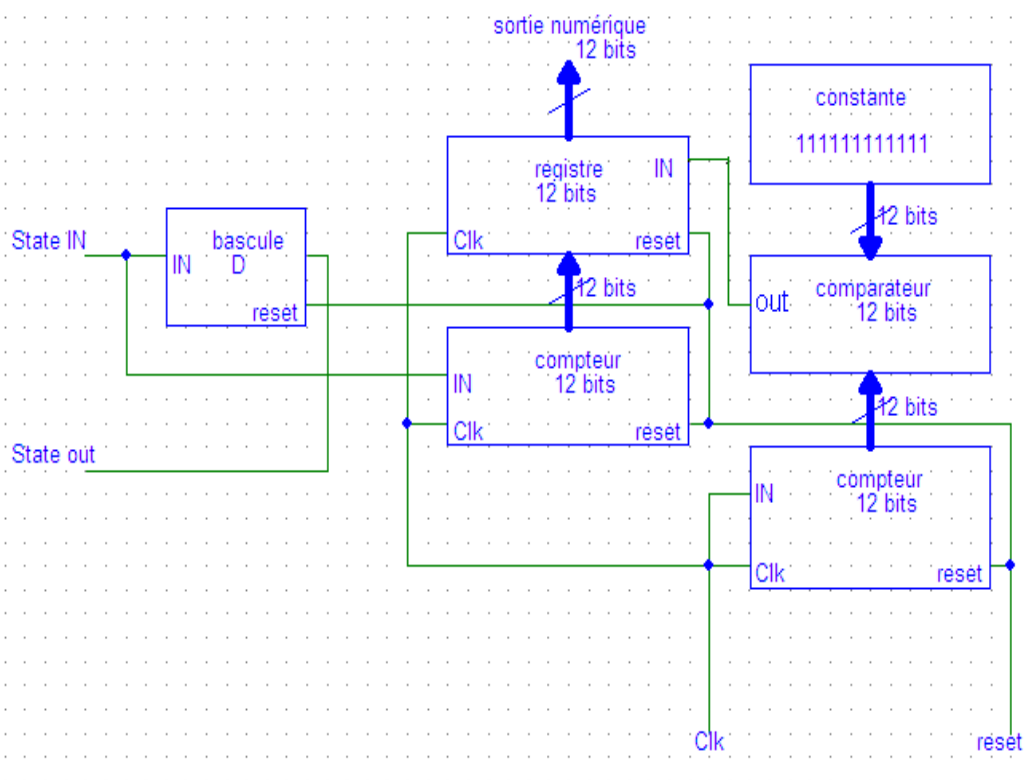 sortie numérique
12 bits
constante
111111111111
registre
12 bits
IN
Clk
reset
12 bits
State IN
bascule
D
IN
reset
12 bits
out
comparateur
12 bits
compteur
12 bits
IN
Clk
reset
12 bits
State out
compteur
12 bits
IN
Clk
reset
Clk
reset